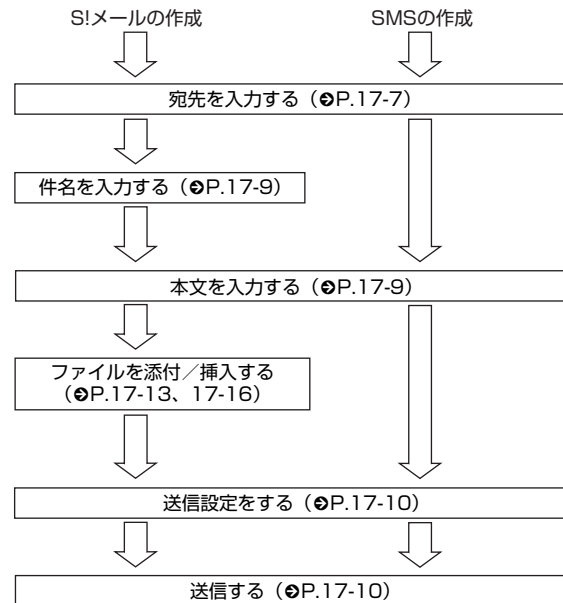 S!メールの作成
SMSの作成
宛先を入力する（➲P.17-7）
件名を入力する（➲P.17-9）
本文を入力する（➲P.17-9）
ファイルを添付／挿入する
（➲P.17-13、17-16）
送信設定をする（➲P.17-10）
送信する（➲P.17-10）